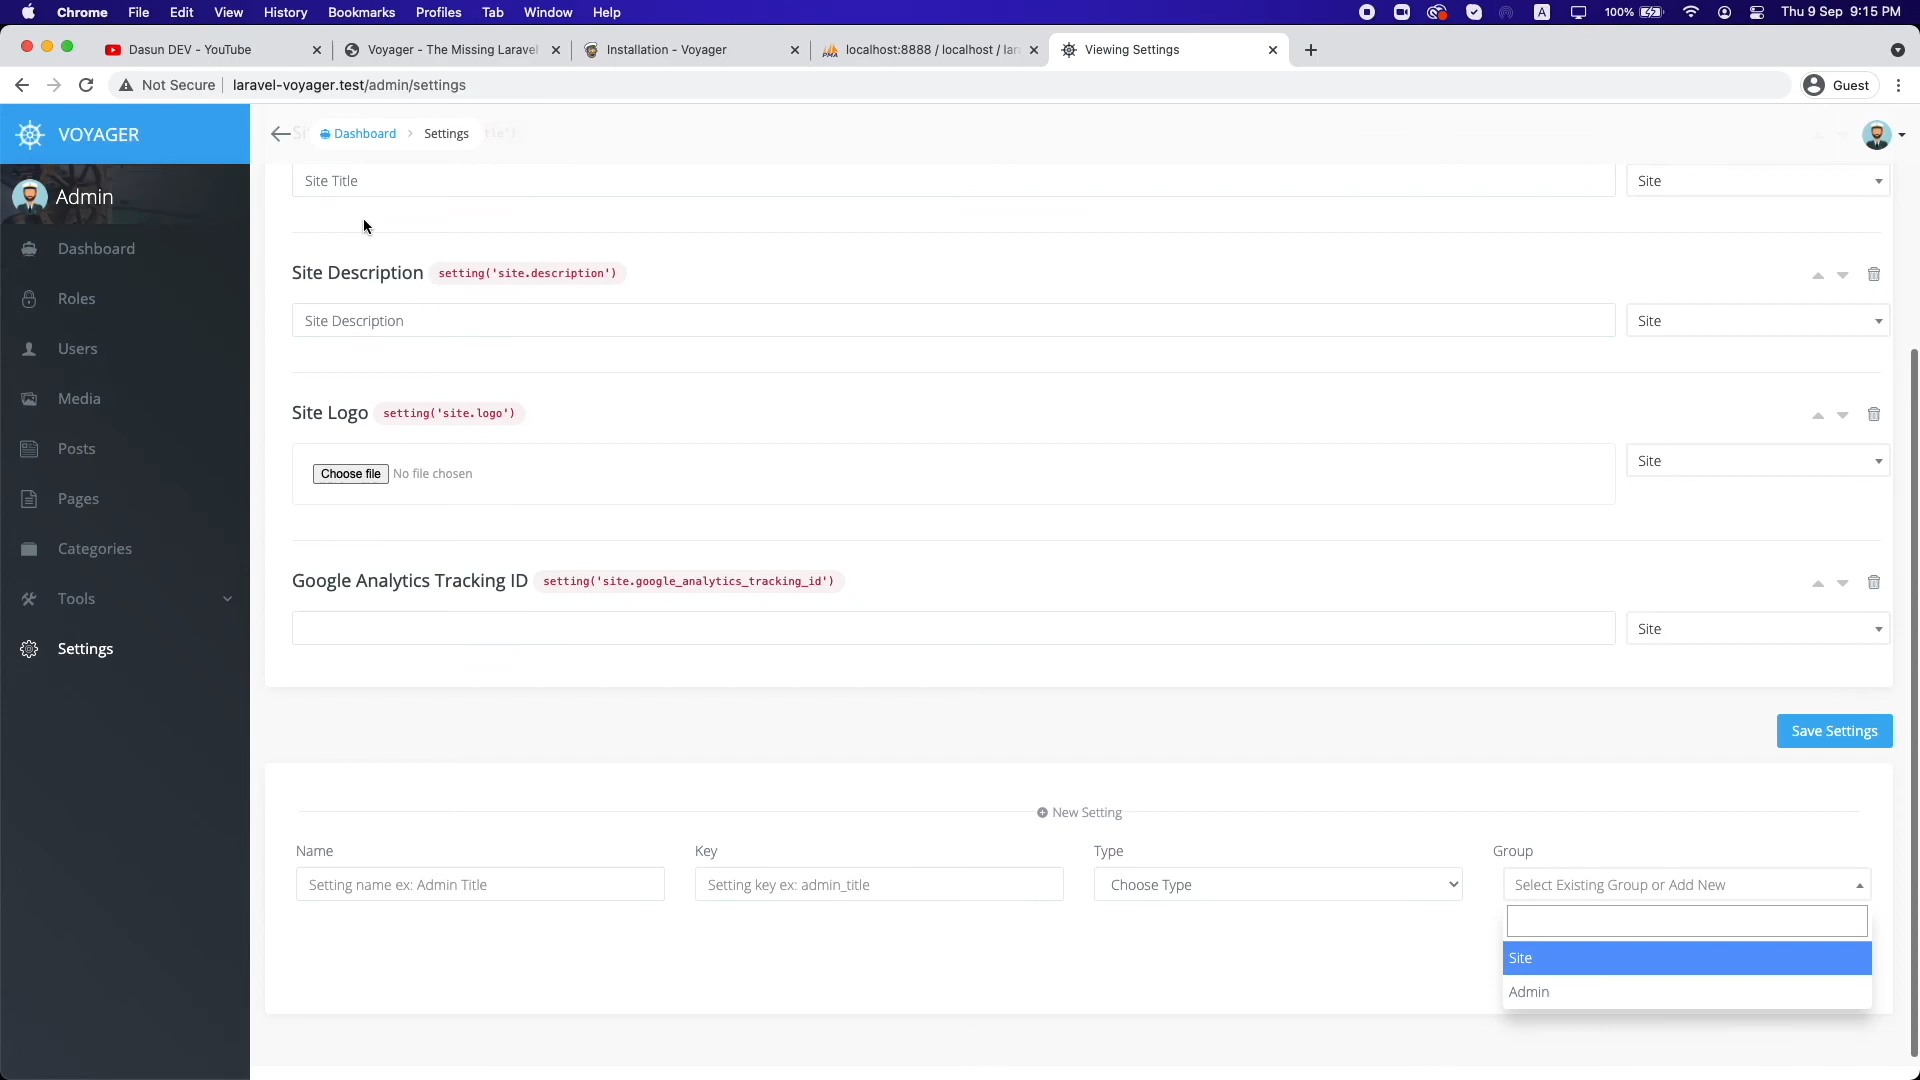 Chrome File Edit View History Bookmarks Profiles Tab Window Help A 100% Thu 9 Sep 9:15 PM
Dasun DEV - YouTube
Voyager - The Missing Laravel
Installation - Voyager
PMA localhost:8888 / localhost / lar
Viewing Settings
Not Secure laravel-voyager.test/admin/settings Guest
VOYAGER
Dashboard > Settings
Admin
Dashboard
Roles
Users
Media
Posts
Pages
Categories
Tools
Settings
Site Title Site
Site Description setting('site.description')
Site Description Site
Site Logo setting('site.logo')
Choose file No file chosen Site
Google Analytics Tracking ID setting('site.google_analytics_tracking_id')
Site
Save Settings
New Setting
Name Key Type Group
Setting name ex: Admin Title Setting key ex: admin_title Choose Type Select Existing Group or Add New
Site
Admin